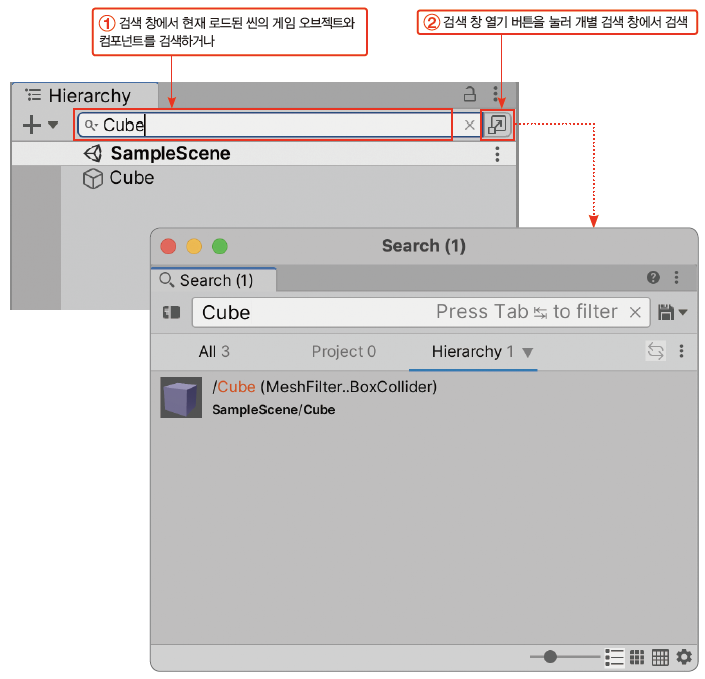 ① 검색 창에서 현재 로드된 씬의 게임 오브젝트와
컴포넌트를 검색하거나
② 검색 창 열기 버튼을 눌러 개별 검색 창에서 검색
Hierarchy
Cube
SampleScene
Cube
Search (1)
Search (1)
Cube Press Tab to filter
All 3 Project 0 Hierarchy 1
/Cube (MeshFilter..BoxCollider)
SampleScene/Cube